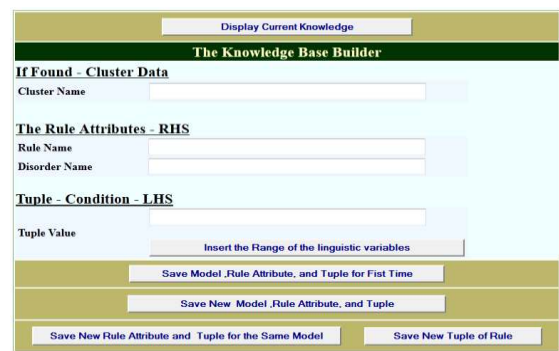 Display Current Knowledge
The Knowledge Base Builder
If Found - Cluster Data
Cluster Name
The Rule Attributes - RHS
Rule Name
Disorder Name
Tuple - Condition - LHS
Tuple Value
Insert the Range of the linguistic variables
Save Model ,Rule Attribute, and Tuple for Fist Time
Save New Model ,Rule Attribute, and Tuple
Save New Rule Attribute and Tuple for the Same Model Save New Tuple of Rule